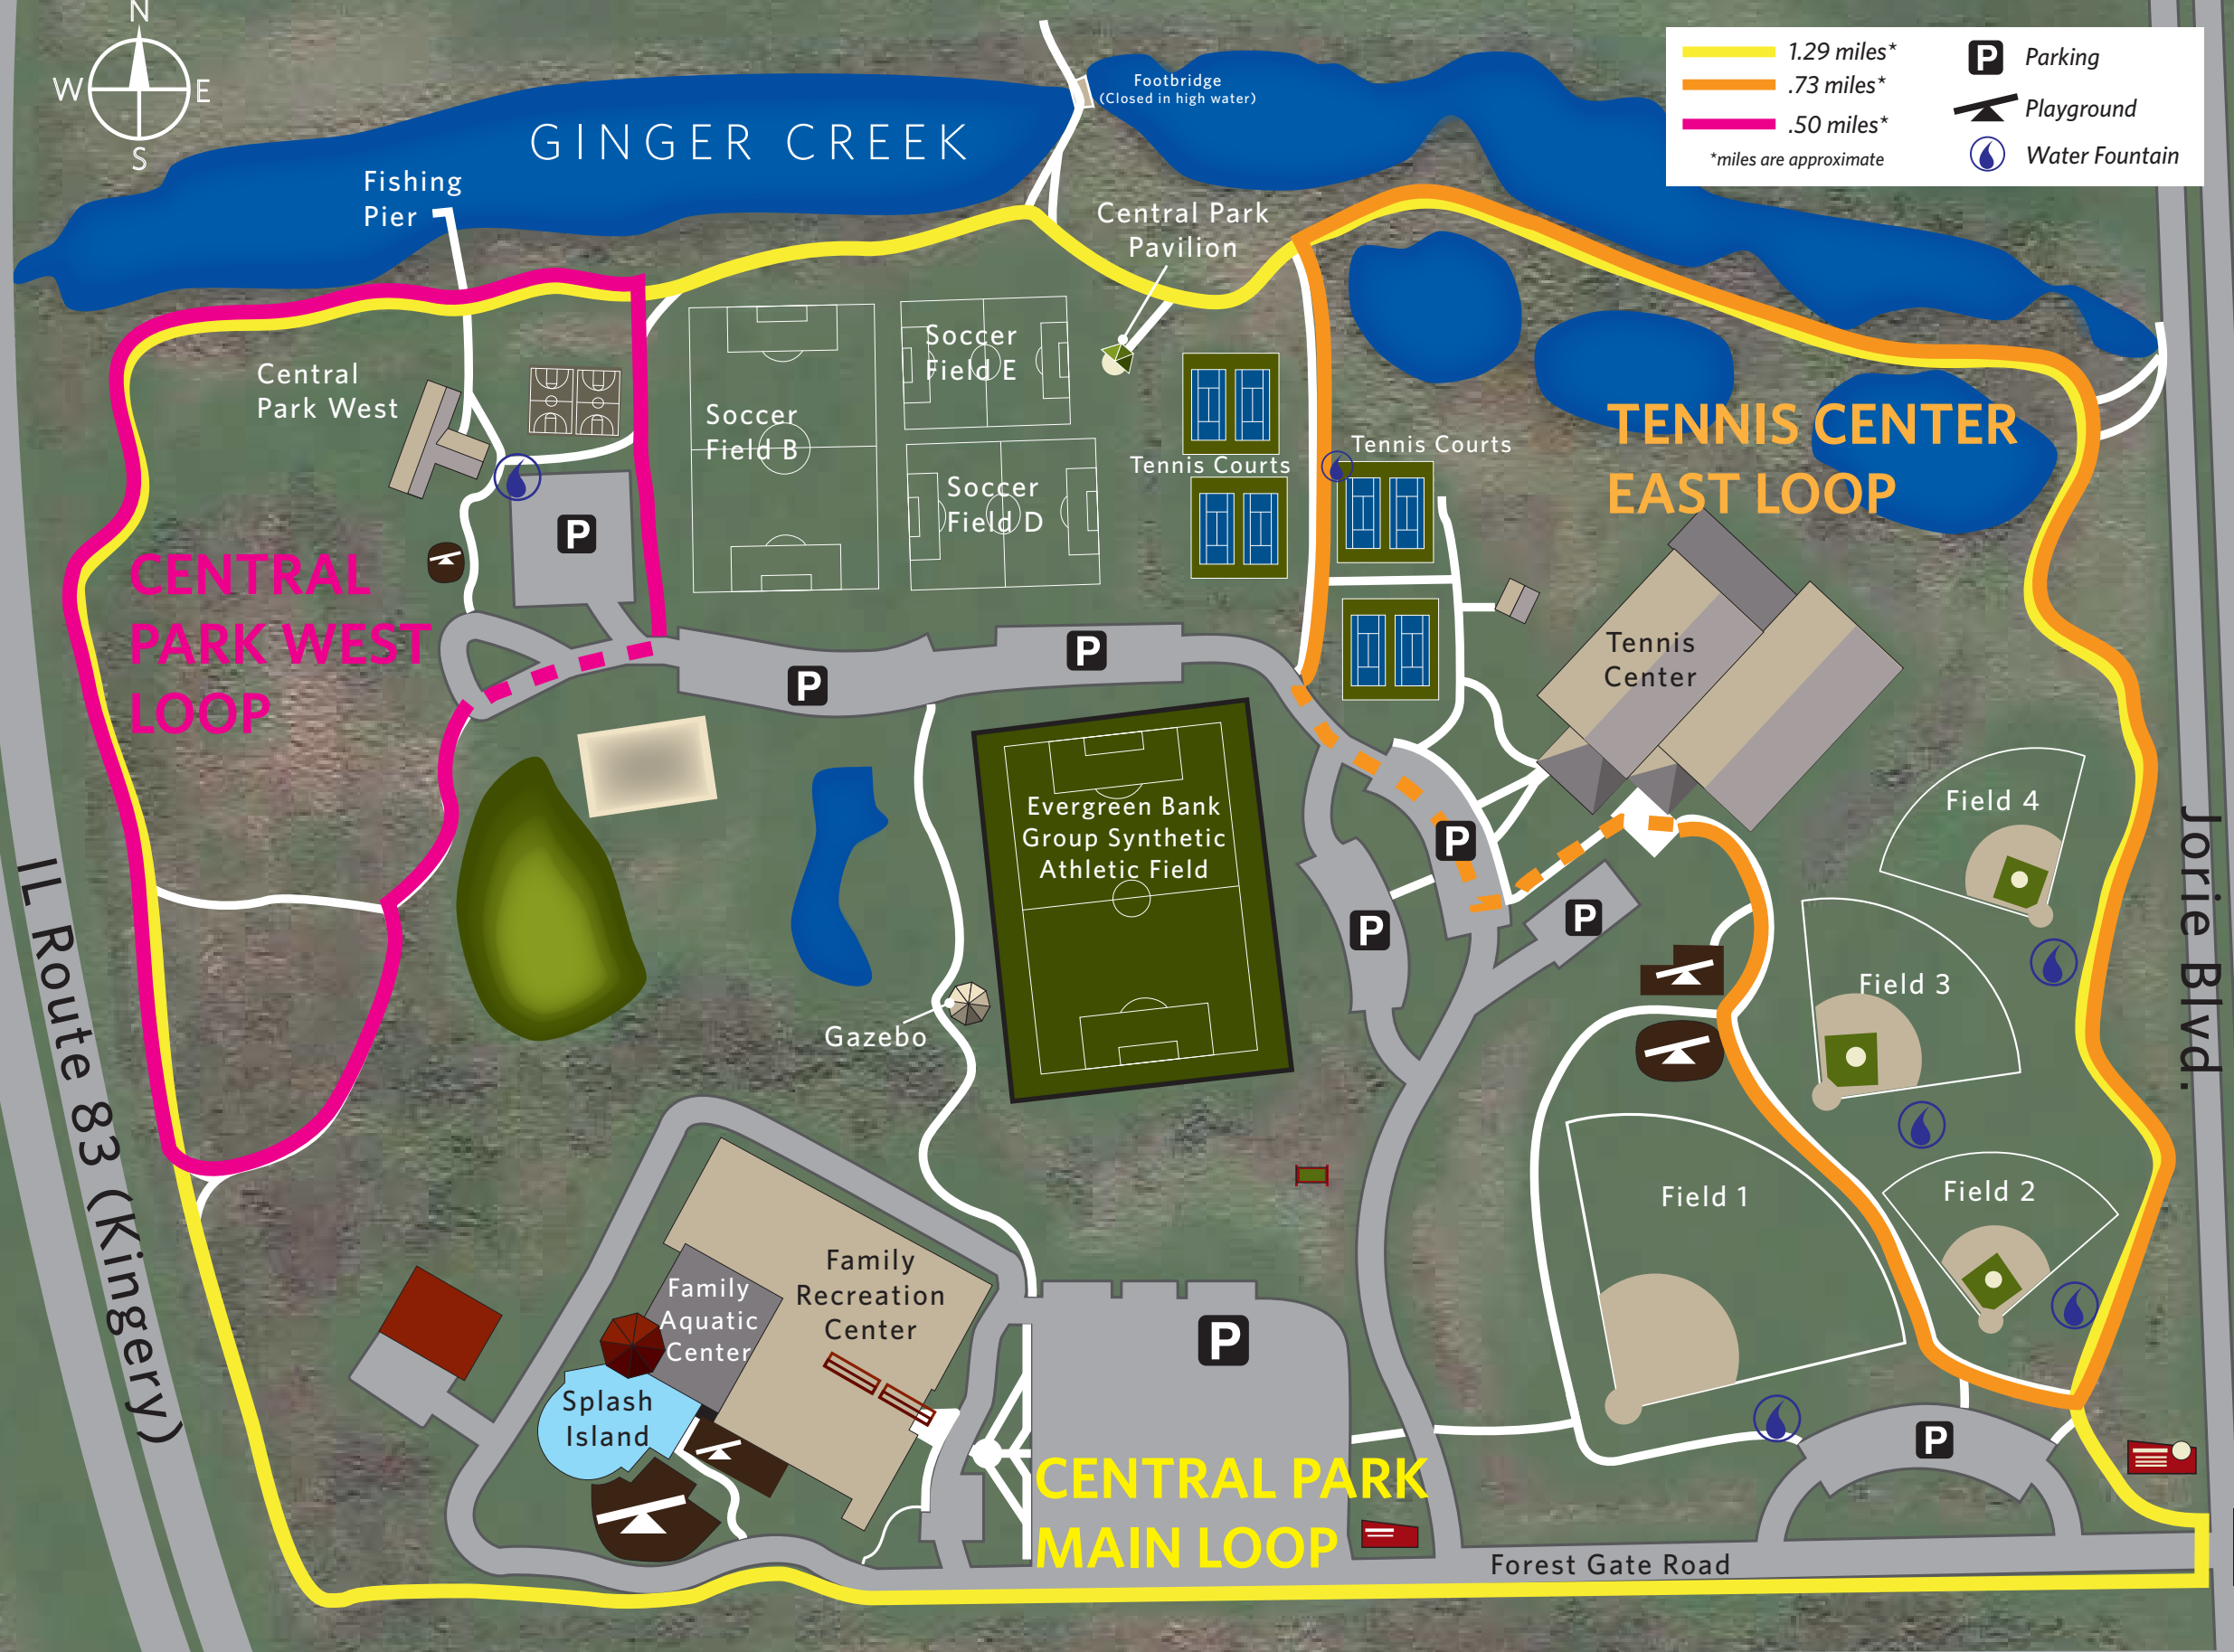 N
W
E
S
GINGER CREEK
Footbridge
(Closed in high water)
1.29 miles*
.73 miles*
.50 miles*
*miles are approximate
P
Parking
Playground
Water Fountain
Fishing
Pier
Central Park
Pavilion
Central
Park West
Soccer
Field B
Soccer
Field E
Soccer
Field D
Tennis Courts
Tennis Courts
TENNIS CENTER
EAST LOOP
P
CENTRAL
PARK WEST
LOOP
P
P
Tennis
Center
Evergreen Bank
Group Synthetic
Athletic Field
P
P
P
Field 4
Field 3
Gazebo
IL Route 83 (Kingery)
Jorie Blvd.
Field 1
Field 2
Family
Recreation
Center
Family
Aquatic
Center
Splash
Island
P
P
CENTRAL PARK
MAIN LOOP
Forest Gate Road